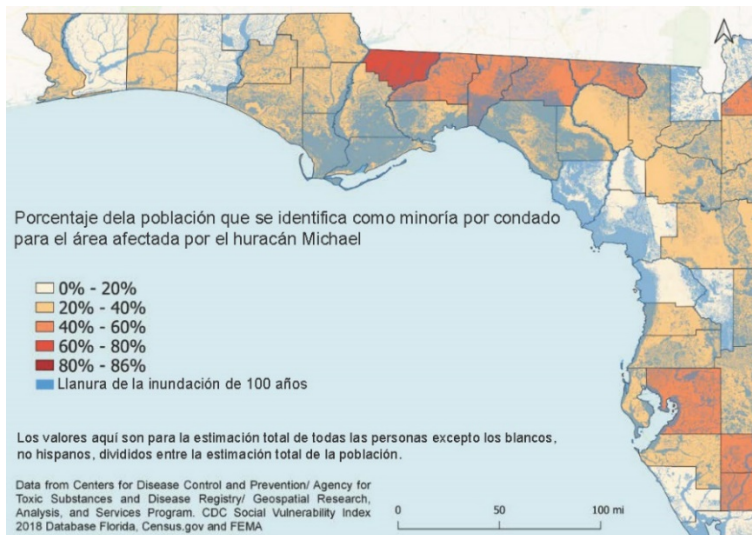 Porcentaje dela población que se identifica como minoría por condado
para el área afectada por el huracán Michael
0% - 20%
20% - 40%
40% - 60%
60% - 80%
80% - 86%
Llanura de la inundación de 100 años
Los valores aquí son para la estimación total de todas las personas excepto los blancos,
no hispanos, divididos entre la estimación total de la población.
Data from Centers for Disease Control and Prevention/ Agency for
Toxic Substances and Disease Registry/ Geospatial Research,
Analysis, and Services Program. CDC Social Vulnerability Index
2018 Database Florida, Census.gov and FEMA
0 50 100 mi